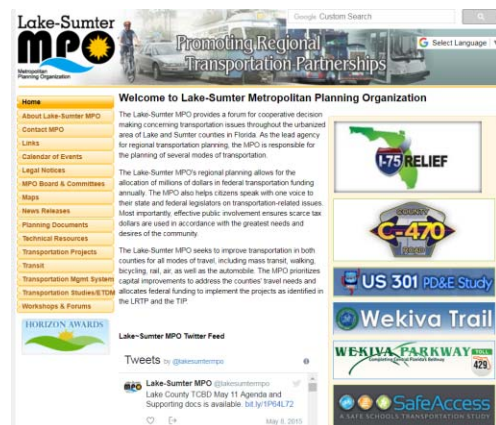 Lake-Sumter
MPO
Metropolitan
Planning Organization
Google Custom Search
Promoting Regional
Transportation Partnerships
G Select Language
Home
About Lake-Sumter MPO
Contact MPO
Links
Calendar of Events
Legal Notices
MPO Board & Committees
Maps
News Releases
Planning Documents
Technical Resources
Transportation Projects
Transit
Transportation Mgmt System
Transportation Studies/ETDM
Workshops & Forums
HORIZON AWARDS
Welcome to Lake-Sumter Metropolitan Planning Organization
The Lake-Sumter MPO provides a forum for cooperative decision
making concerning transportation issues throughout the urbanized
area of Lake and Sumter counties in Florida. As the lead agency
for regional transportation planning, the MPO is responsible for
the planning of several modes of transportation.
The Lake-Sumter MPO's regional planning allows for the
allocation of millions of dollars in federal transportation funding
annually. The MPO also helps citizens speak with one voice to
their state and federal legislators on transportation-related issues.
Most importantly, effective public involvement ensures scarce tax
dollars are used in accordance with the greatest needs and
desires of the community.
The Lake-Sumter MPO seeks to improve transportation in both
counties for all modes of travel, including mass transit, walking,
bicycling, rail, air, as well as the automobile. The MPO prioritizes
capital improvements to address the counties' travel needs and
allocates federal funding to implement the projects as identified in
the LRTP and the TIP.
Lake~Sumter MPO Twitter Feed
Tweets by @lakesumtermpo
Lake-Sumter MPO @lakesumtermpo
Lake County TCBD May 11 Agenda and
Supporting docs is available. bit.ly/1P64L72
May 8, 2015
I-75 RELIEF
COUNTY
C-470
ROAD
US 301 PD&E Study
Wekiva Trail
WEKIVA PARKWAY
Completing Central Florida's Beltway
TOLL
429
SafeAccess
A SAFE SCHOOLS TRANSPORTATION STUDY